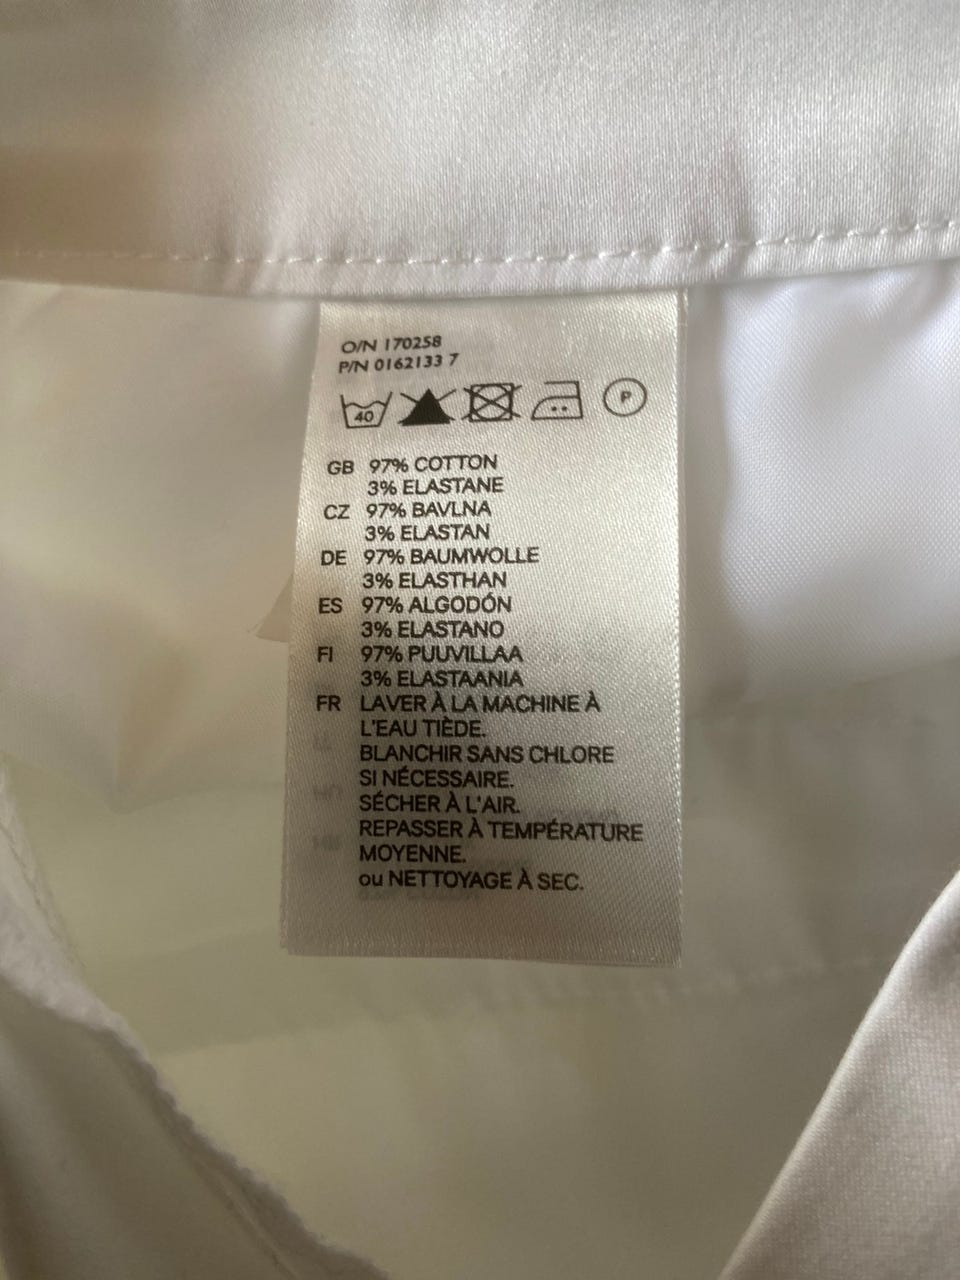 O/N 170258
P/N 0162133 7
40 P
GB 97% COTTON
3% ELASTANE
CZ 97% BAVLNA
3% ELASTAN
DE 97% BAUMWOLLE
3% ELASTHAN
ES 97% ALGODÓN
3% ELASTANO
FI 97% PUUVILLAA
3% ELASTAANIA
FR LAVER À LA MACHINE À
L'EAU TIÈDE.
BLANCHIR SANS CHLORE
SI NÉCESSAIRE.
SÉCHER À L'AIR.
REPASSER À TEMPÉRATURE
MOYENNE.
ou NETTOYAGE À SEC.